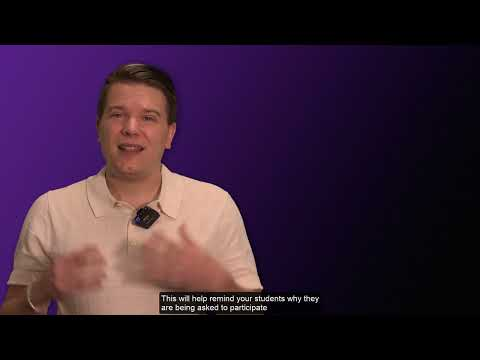 This will help remind your students why they
are being asked to participate